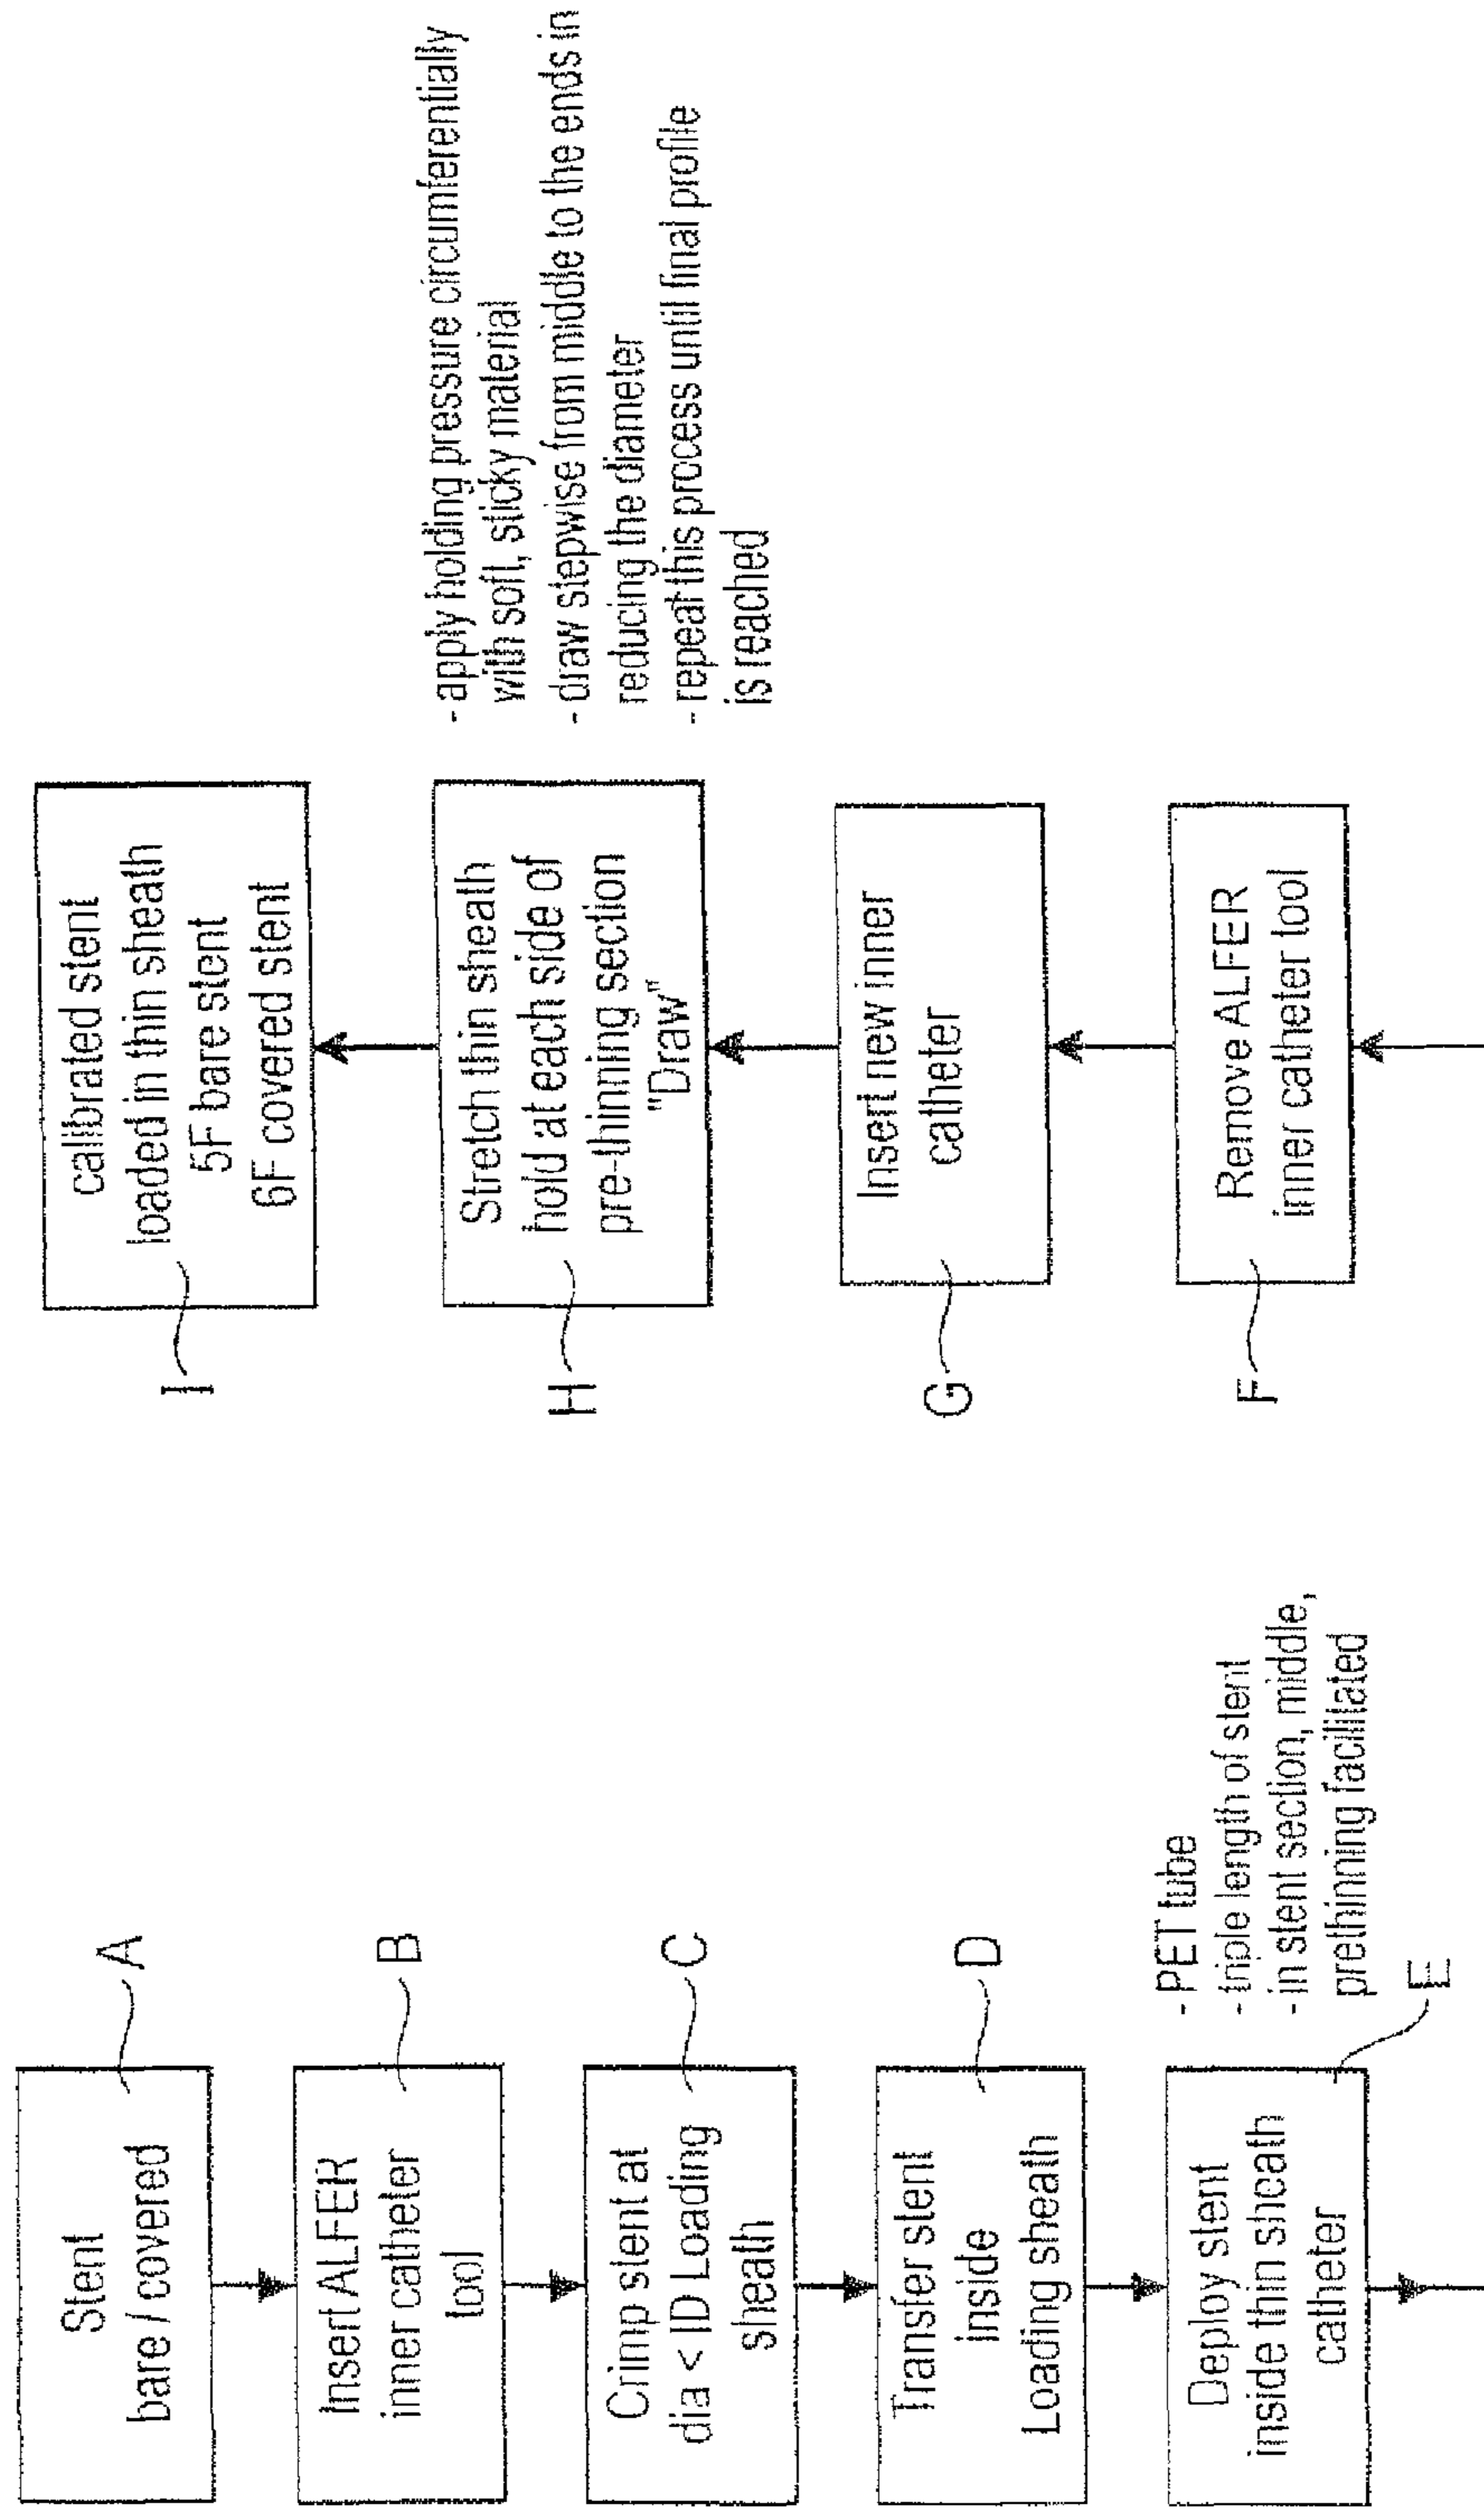 Stent
bare / covered
A
Insert ALFER
inner catheter
tool
B
Crimp stent at
dia < ID Loading
sheath
C
Transfer stent
inside
Loading sheath
D
Deploy stent
inside thin sheath
catheter
E
- PET tube
- triple length of stent
- in stent section, middle,
prethinning facilitated
Remove ALFER
inner catheter tool
F
Insert new inner
catheter
G
Stretch thin sheath
hold at each side of
pre-thinning section
"Draw"
H
- apply holding pressure circumferentially
with soft, sticky material
- draw stepwise from middle to the ends in
reducing the diameter
- repeat this process until final profile
is reached
calibrated stent
loaded in thin sheath
5F bare stent
6F covered stent
I